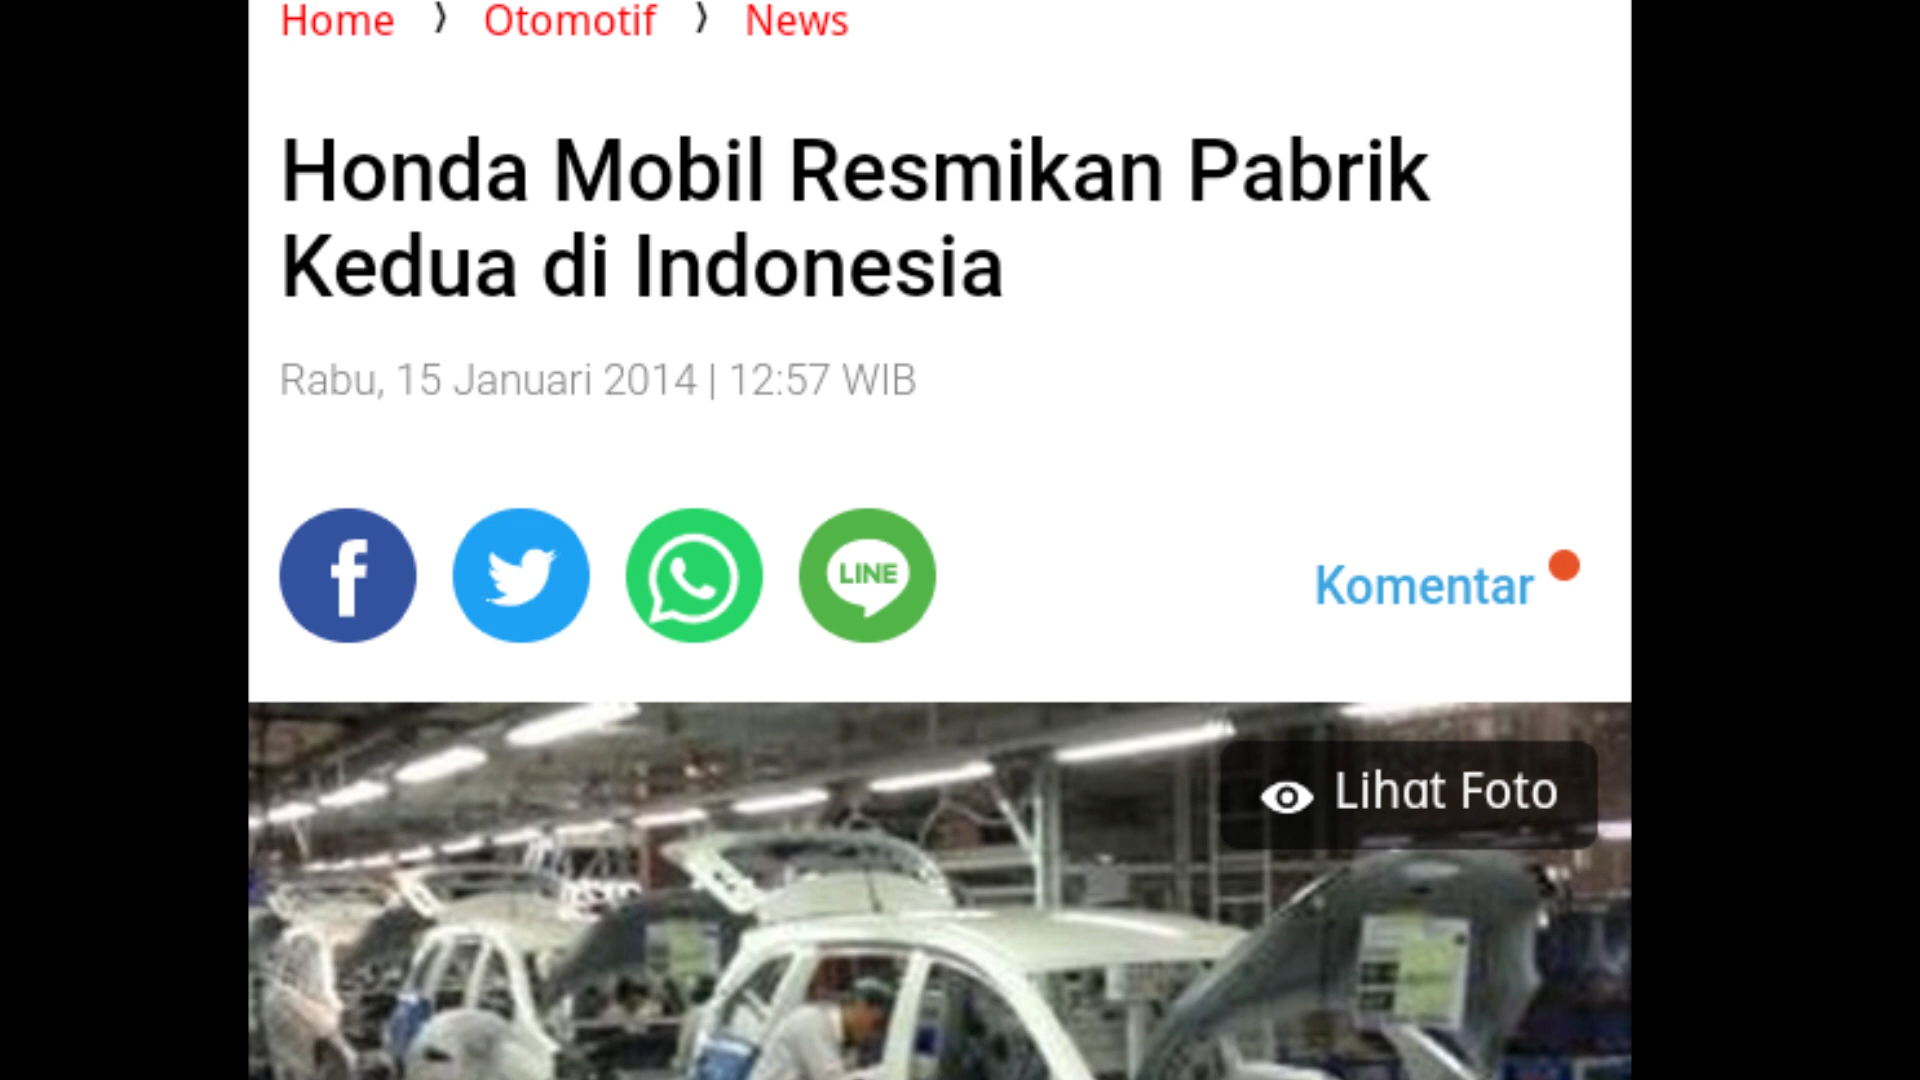 Home › Otomotif › News
Honda Mobil Resmikan Pabrik
Kedua di Indonesia
Rabu, 15 Januari 2014 | 12:57 WIB
LINE
Komentar
Lihat Foto